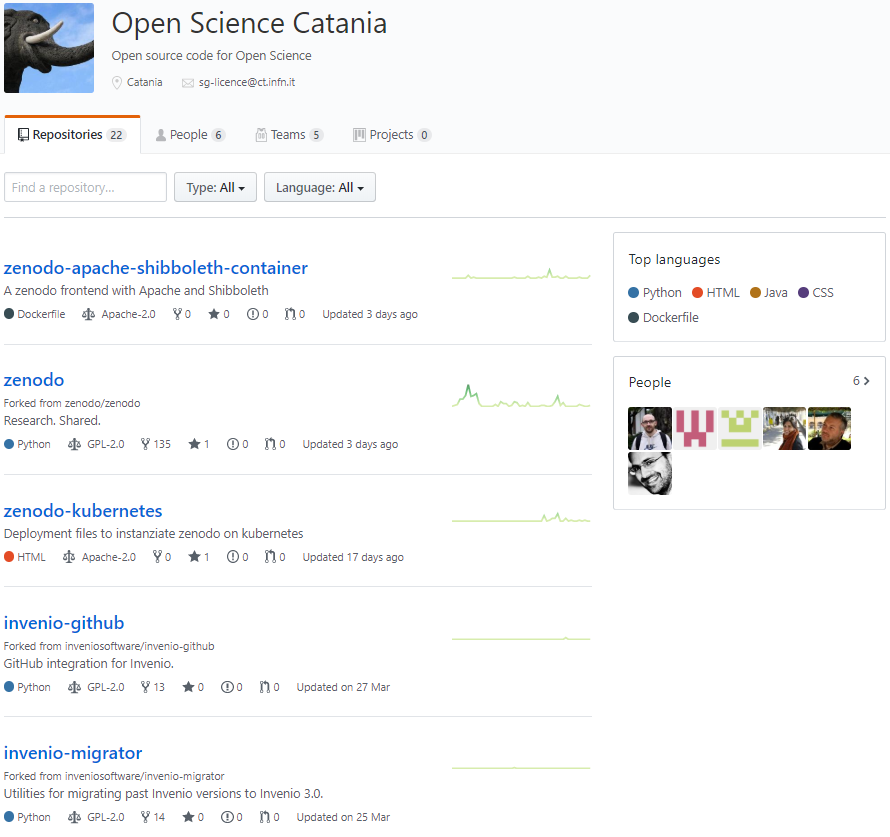 Open Science Catania
Open source code for Open Science
Catania sg-licence@ct.infn.it
Repositories 22 People 6 Teams 5 Projects 0
Find a repository... Type: All Language: All
zenodo-apache-shibboleth-container
A zenodo frontend with Apache and Shibboleth
Dockerfile Apache-2.0 0 0 0 0 Updated 3 days ago
zenodo
Forked from zenodo/zenodo
Research. Shared.
Python GPL-2.0 135 1 0 0 Updated 3 days ago
zenodo-kubernetes
Deployment files to instanziate zenodo on kubernetes
HTML Apache-2.0 0 1 0 0 Updated 17 days ago
invenio-github
Forked from inveniosoftware/invenio-github
GitHub integration for Invenio.
Python GPL-2.0 13 0 0 0 Updated on 27 Mar
invenio-migrator
Forked from inveniosoftware/invenio-migrator
Utilities for migrating past Invenio versions to Invenio 3.0.
Python GPL-2.0 14 0 0 0 Updated on 25 Mar
Top languages
Python HTML Java CSS
Dockerfile
People 6